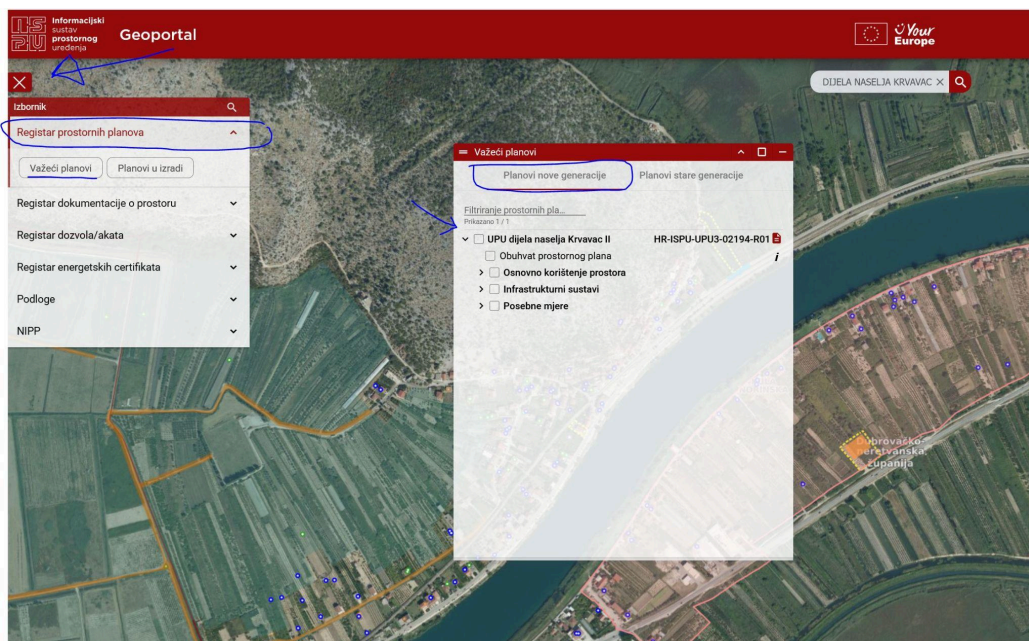 Informacijski
sustav
prostornog
uređenja
Geoportal
Your
Europe
DIJELA NASELJA KRVAVAC
Izbornik
Registar prostornih planova
Važeći planovi
Planovi u izradi
Registar dokumentacije o prostoru
Registar dozvola/akata
Registar energetskih certifikata
Podloge
NIPP
Važeći planovi
Planovi nove generacije
Planovi stare generacije
Filtriranje prostornih pla...
Prikazano 1 / 1
UPU dijela naselja Krvavac II HR-ISPU-UPU3-02194-R01
Obuhvat prostornog plana i
Osnovno korištenje prostora
Infrastrukturni sustavi
Posebne mjere
Dubrovačko-
neretvanska
županija